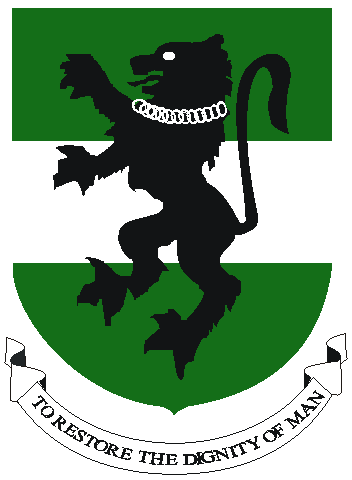 TO RESTORE THE DIGNITY OF MAN